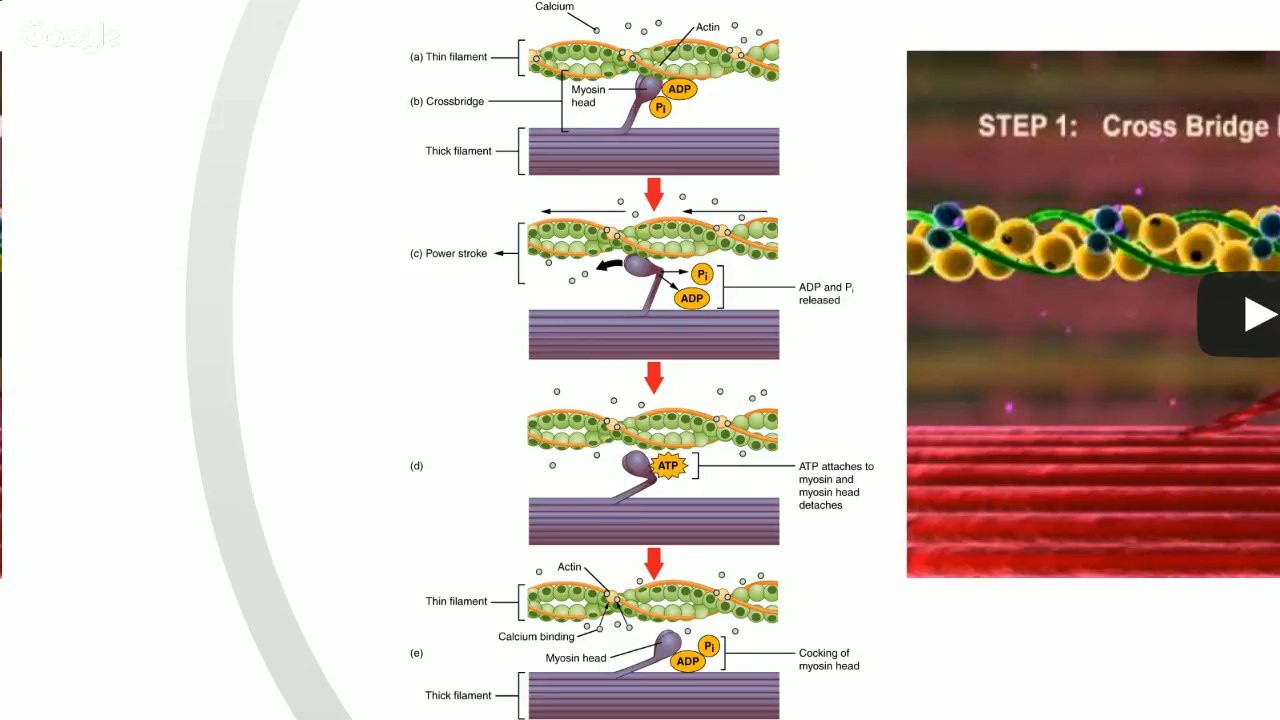 Google
Calcium
Actin
(a) Thin filament
Myosin
head
ADP
Pi
(b) Crossbridge
Thick filament
(c) Power stroke
Pi
ADP
ADP and Pi
released
(d)
ATP
ATP attaches to
myosin and
myosin head
detaches
Actin
Thin filament
Calcium binding
(e)
Myosin head
Pi
ADP
Cocking of
myosin head
Thick filament
STEP 1: Cross Bridge